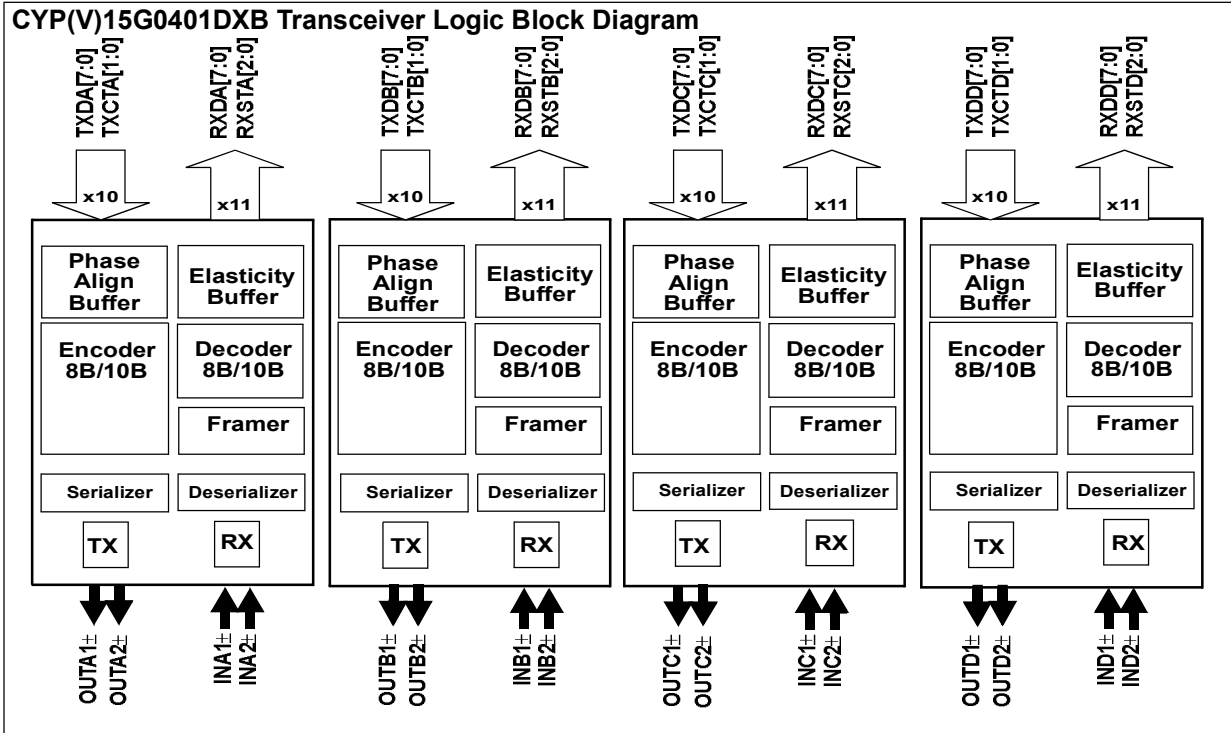 CYP(V)15G0401DXB Transceiver Logic Block Diagram
TXDA[7:0]
TXCTA[1:0]
RXDA[7:0]
RXSTA[2:0]
TXDB[7:0]
TXCTB[1:0]
RXDB[7:0]
RXSTB[2:0]
TXDC[7:0]
TXCTC[1:0]
RXDC[7:0]
RXSTC[2:0]
TXDD[7:0]
TXCTD[1:0]
RXDD[7:0]
RXSTD[2:0]
x10
x11
x10
x11
x10
x11
x10
x11
Phase
Align
Buffer
Elasticity
Buffer
Encoder
8B/10B
Decoder
8B/10B
Framer
Serializer
Deserializer
TX
RX
Phase
Align
Buffer
Elasticity
Buffer
Encoder
8B/10B
Decoder
8B/10B
Framer
Serializer
Deserializer
TX
RX
Phase
Align
Buffer
Elasticity
Buffer
Encoder
8B/10B
Decoder
8B/10B
Framer
Serializer
Deserializer
TX
RX
Phase
Align
Buffer
Elasticity
Buffer
Encoder
8B/10B
Decoder
8B/10B
Framer
Serializer
Deserializer
TX
RX
OUTA1±
OUTA2±
INA1±
INA2±
OUTB1±
OUTB2±
INB1±
INB2±
OUTC1±
OUTC2±
INC1±
INC2±
OUTD1±
OUTD2±
IND1±
IND2±